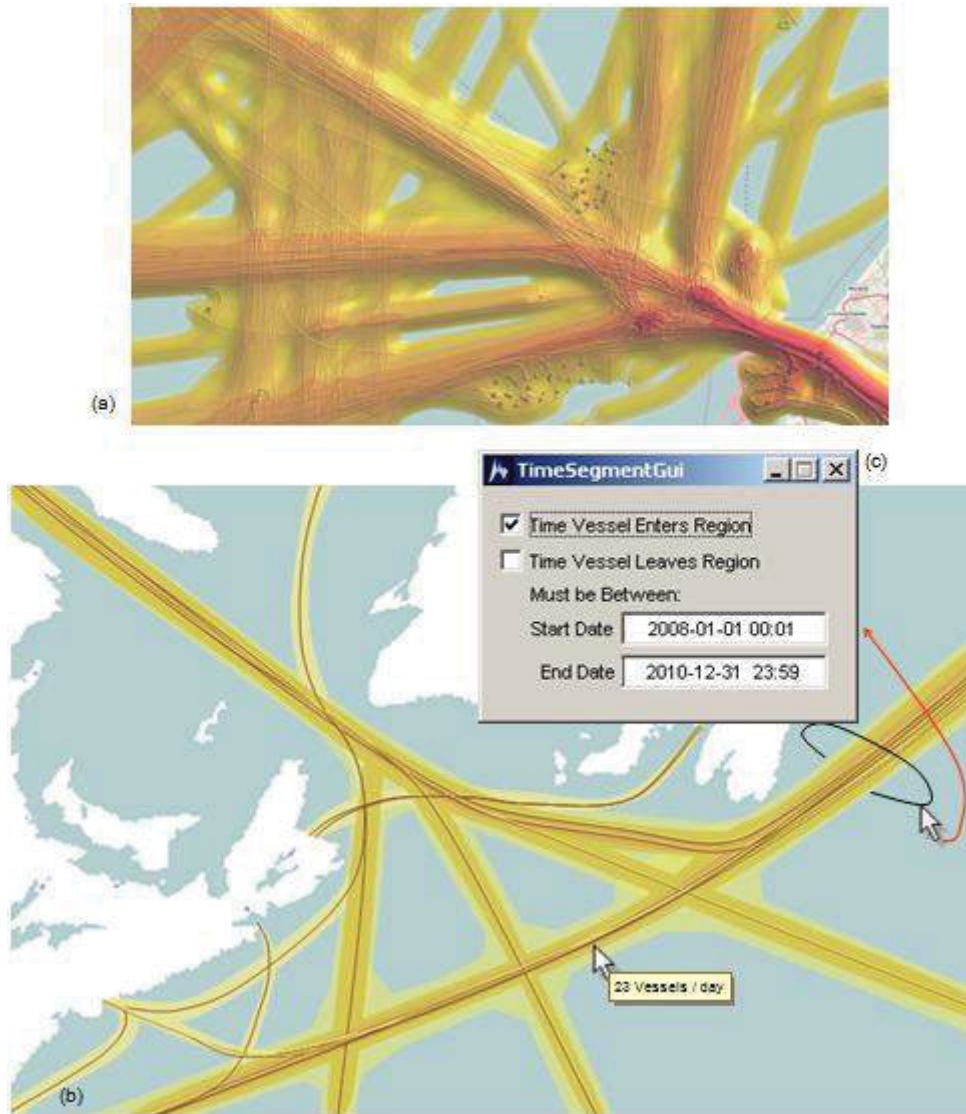 (a)
(c)
TimeSegmentGui
Time Vessel Enters Region
Time Vessel Leaves Region
Must be Between:
Start Date 2008-01-01 00:01
End Date 2010-12-31 23:59
23 Vessels / day
(b)